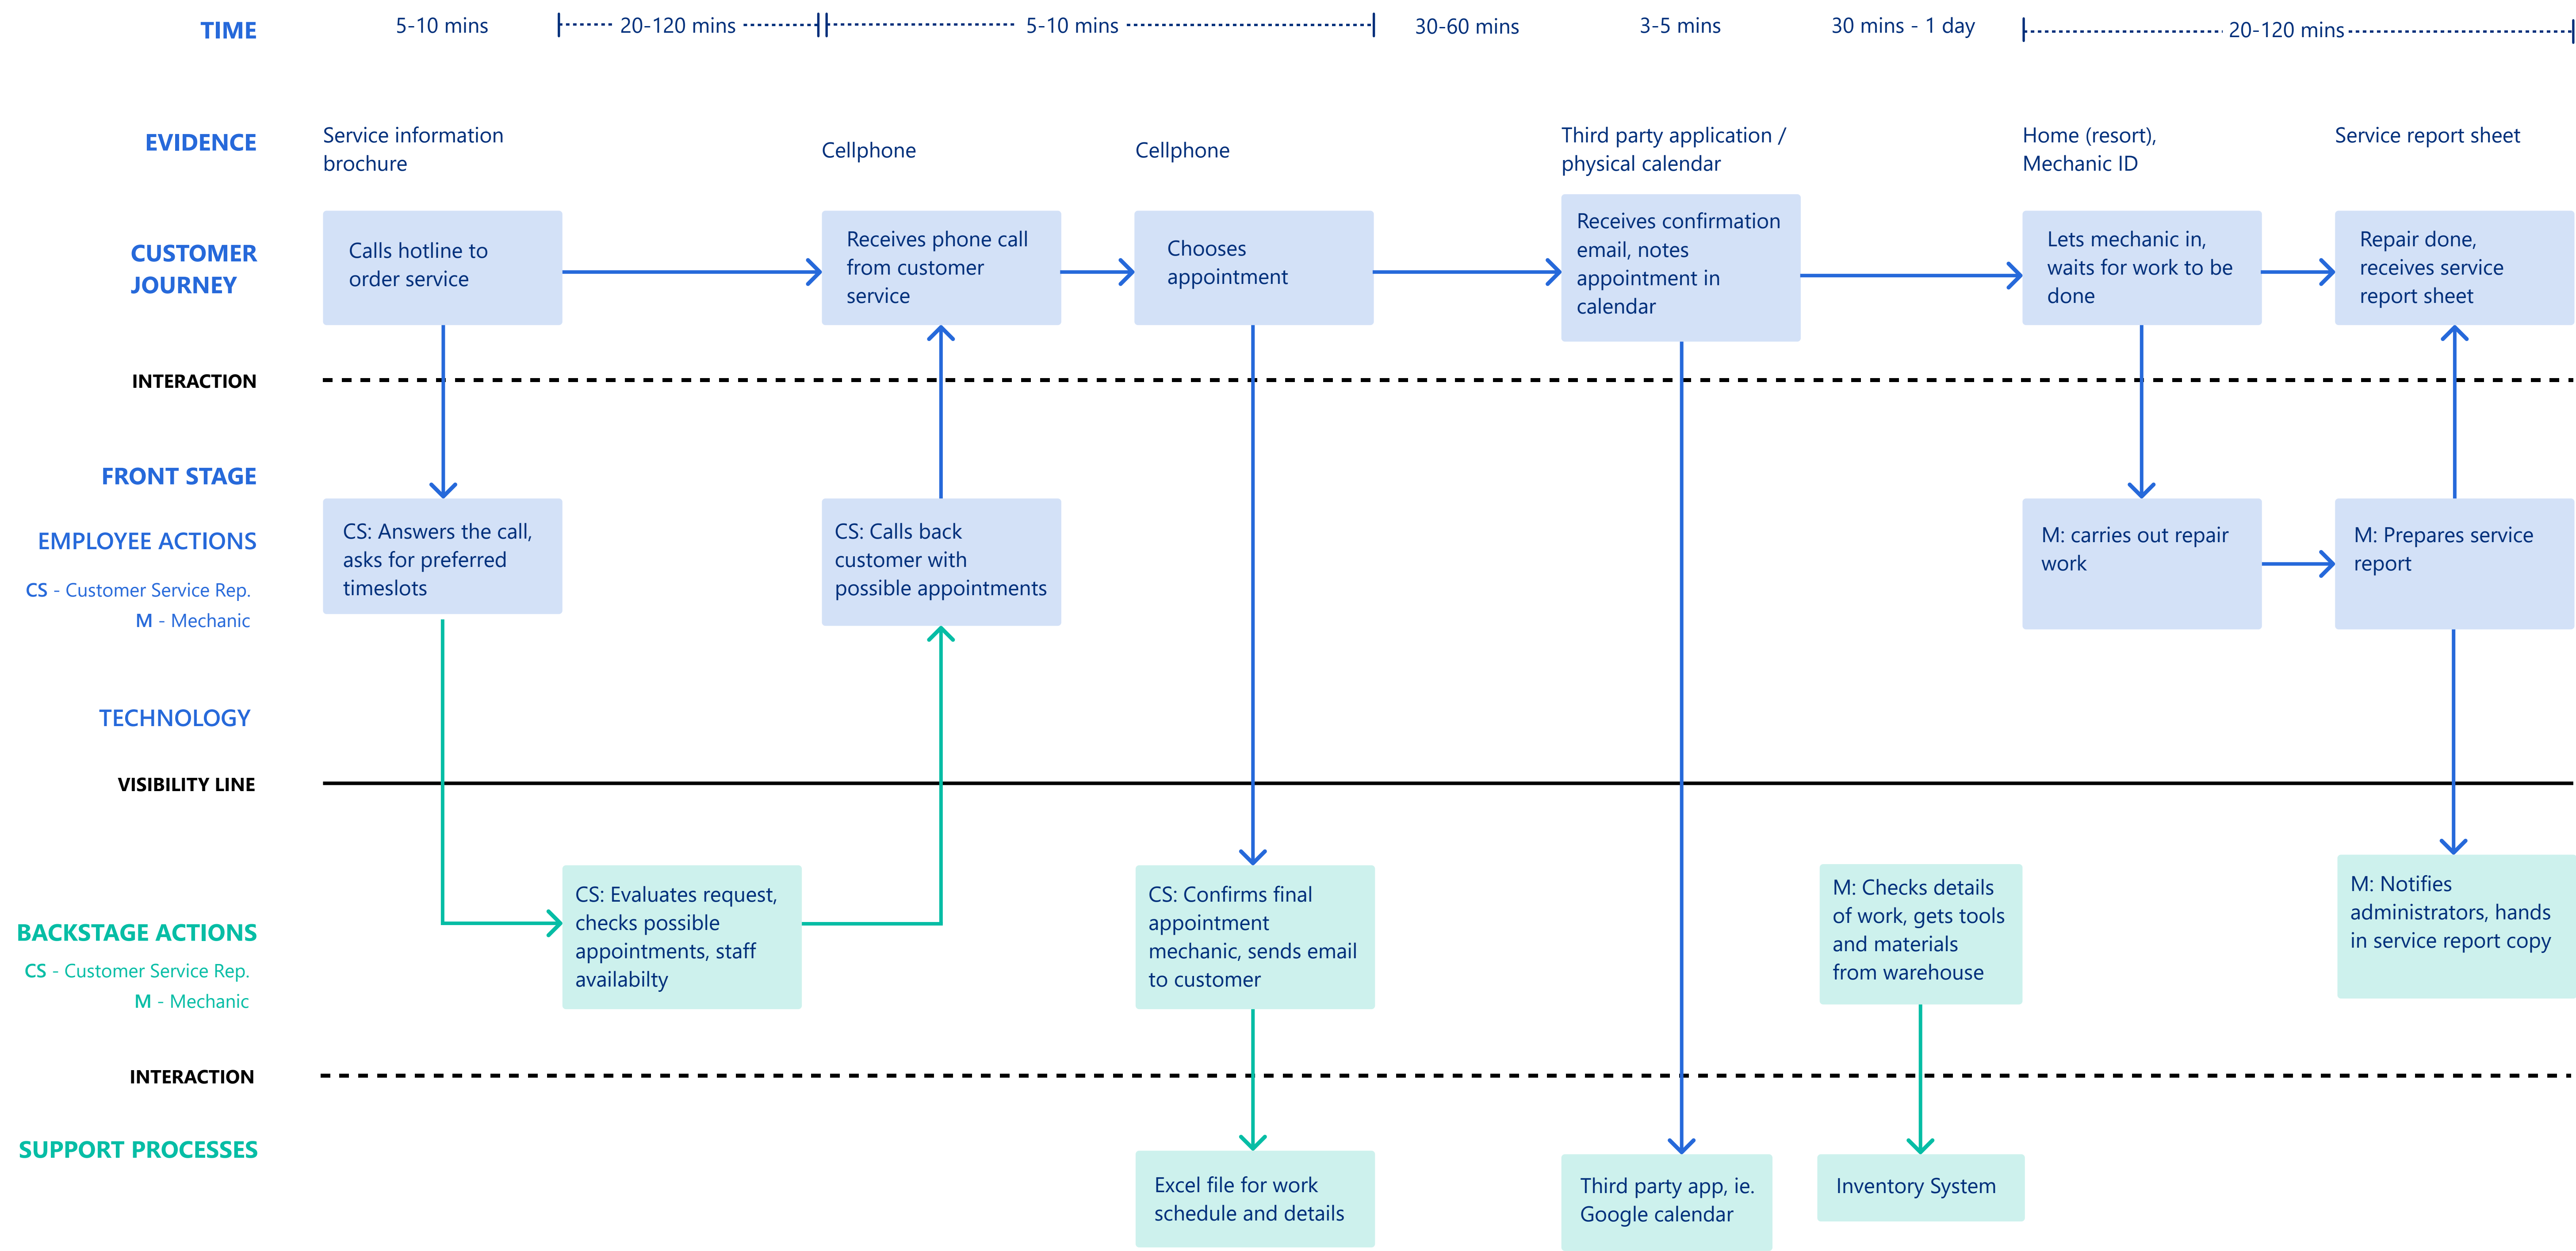 TIME
5-10 mins
20-120 mins
5-10 mins
30-60 mins
3-5 mins
30 mins - 1 day
20-120 mins
EVIDENCE
Service information
brochure
Cellphone
Cellphone
Third party application /
physical calendar
Home (resort),
Mechanic ID
Service report sheet
CUSTOMER
JOURNEY
Calls hotline to
order service
Receives phone call
from customer
service
Chooses
appointment
Receives confirmation
email, notes
appointment in
calendar
Lets mechanic in,
waits for work to be
done
Repair done,
receives service
report sheet
INTERACTION
FRONT STAGE
EMPLOYEE ACTIONS
CS - Customer Service Rep.
M - Mechanic
CS: Answers the call,
asks for preferred
timeslots
CS: Calls back
customer with
possible appointments
M: carries out repair
work
M: Prepares service
report
TECHNOLOGY
VISIBILITY LINE
BACKSTAGE ACTIONS
CS - Customer Service Rep.
M - Mechanic
CS: Evaluates request,
checks possible
appointments, staff
availabilty
CS: Confirms final
appointment
mechanic, sends email
to customer
M: Checks details
of work, gets tools
and materials
from warehouse
M: Notifies
administrators, hands
in service report copy
INTERACTION
SUPPORT PROCESSES
Excel file for work
schedule and details
Third party app, ie.
Google calendar
Inventory System